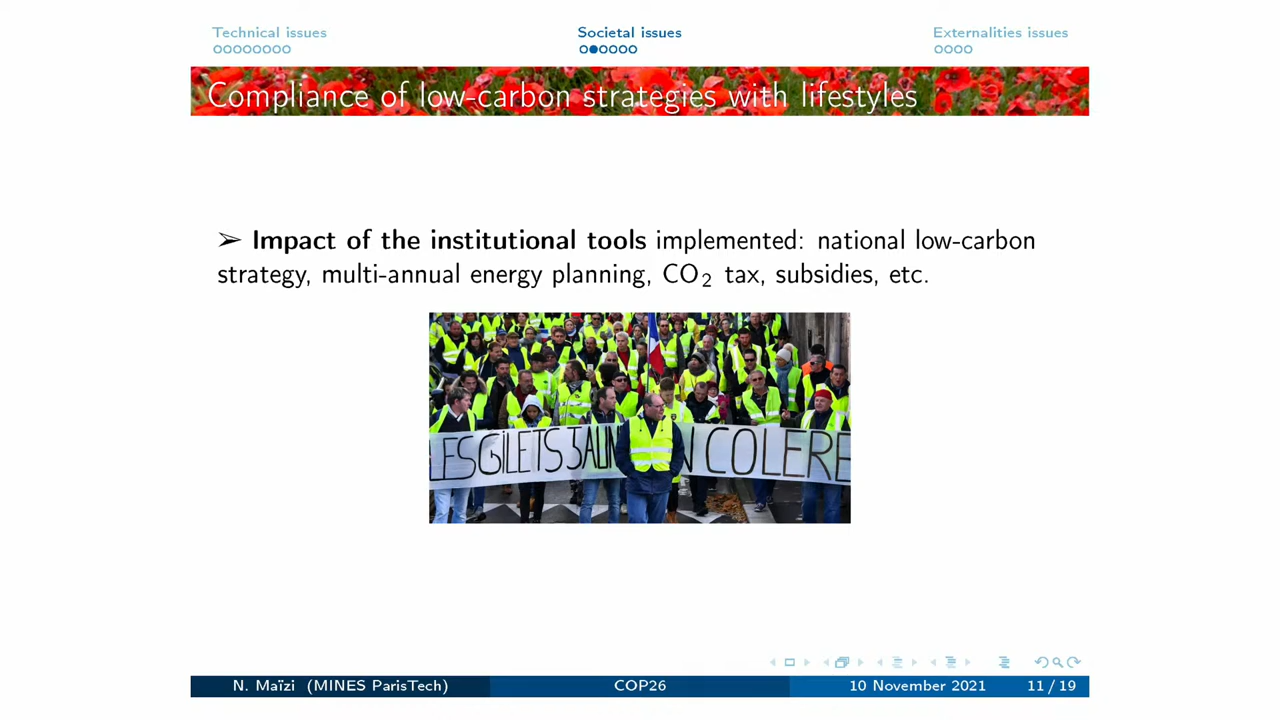 Technical issues
Societal issues
Externalities issues
Compliance of low-carbon strategies with lifestyles
➢ Impact of the institutional tools implemented: national low-carbon
strategy, multi-annual energy planning, CO2 tax, subsidies, etc.
LES GILETS JAUN N COLERE
N. Maïzi (MINES ParisTech)
COP26
10 November 2021
11 / 19